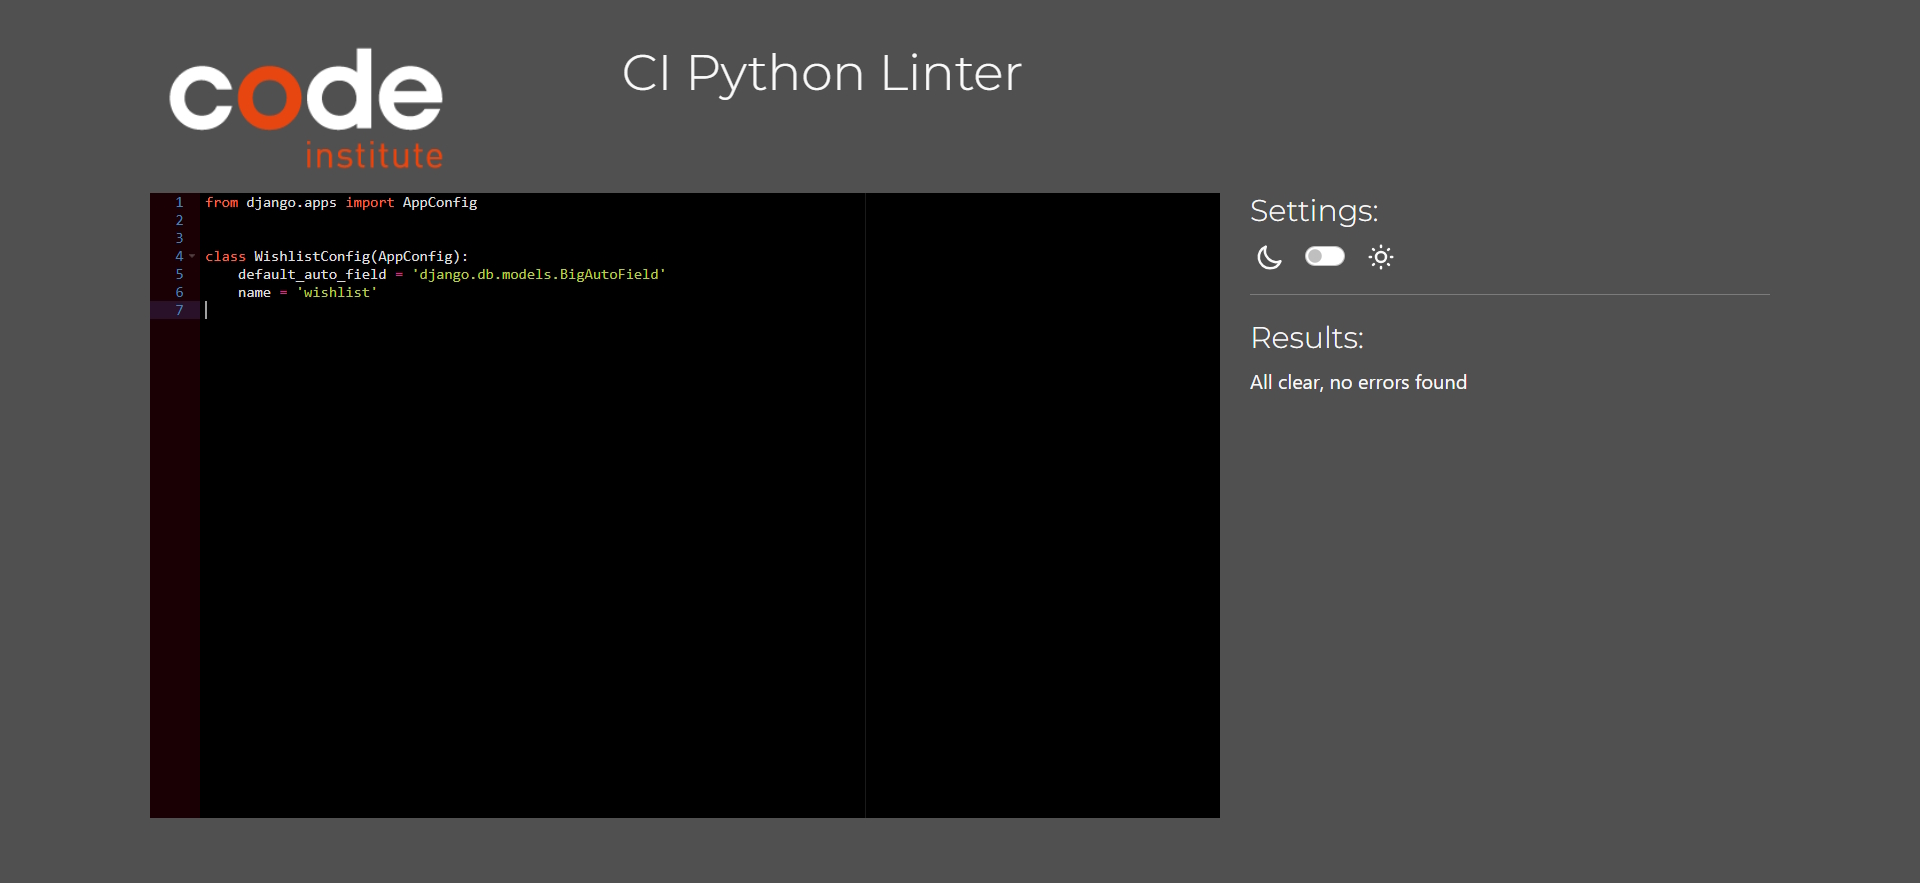 code
institute
CI Python Linter
1 from django.apps import AppConfig
2
3
4 class WishlistConfig(AppConfig):
5     default_auto_field = 'django.db.models.BigAutoField'
6     name = 'wishlist'
7
Settings:
Results:
All clear, no errors found